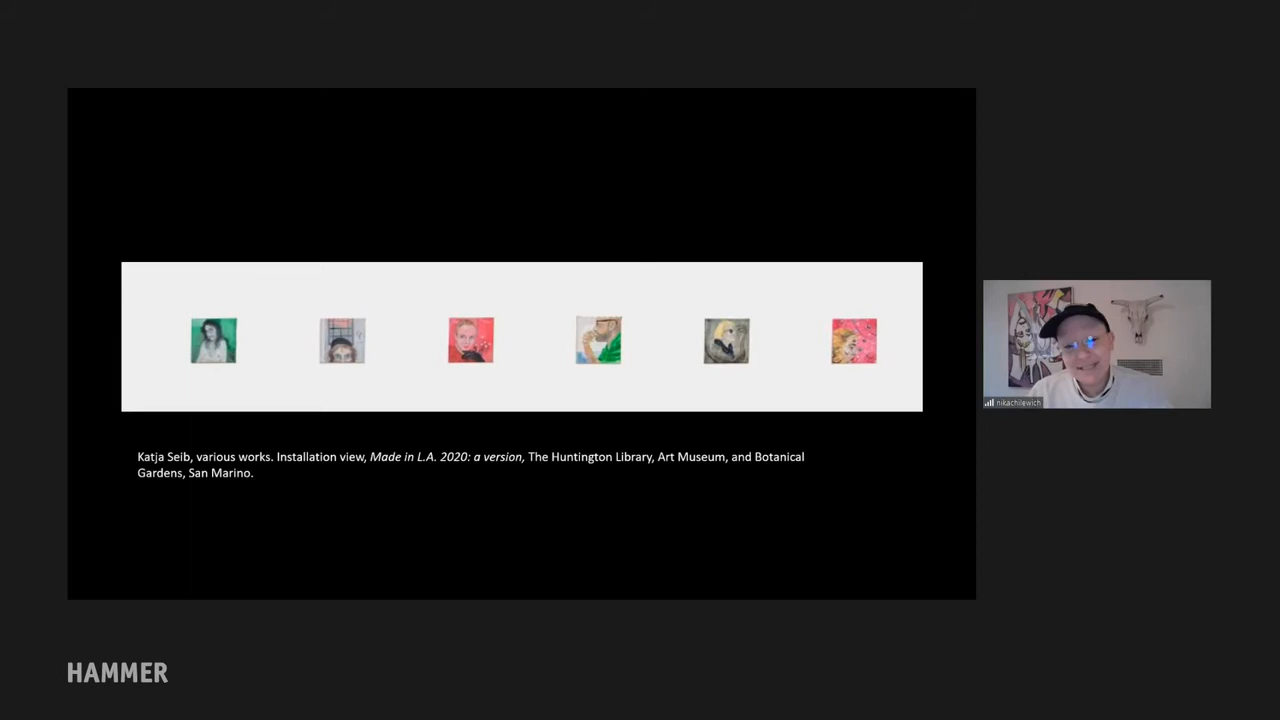 Katja Seib, various works. Installation view, Made in L.A. 2020: a version, The Huntington Library, Art Museum, and Botanical
Gardens, San Marino.
nikachilewich
HAMMER